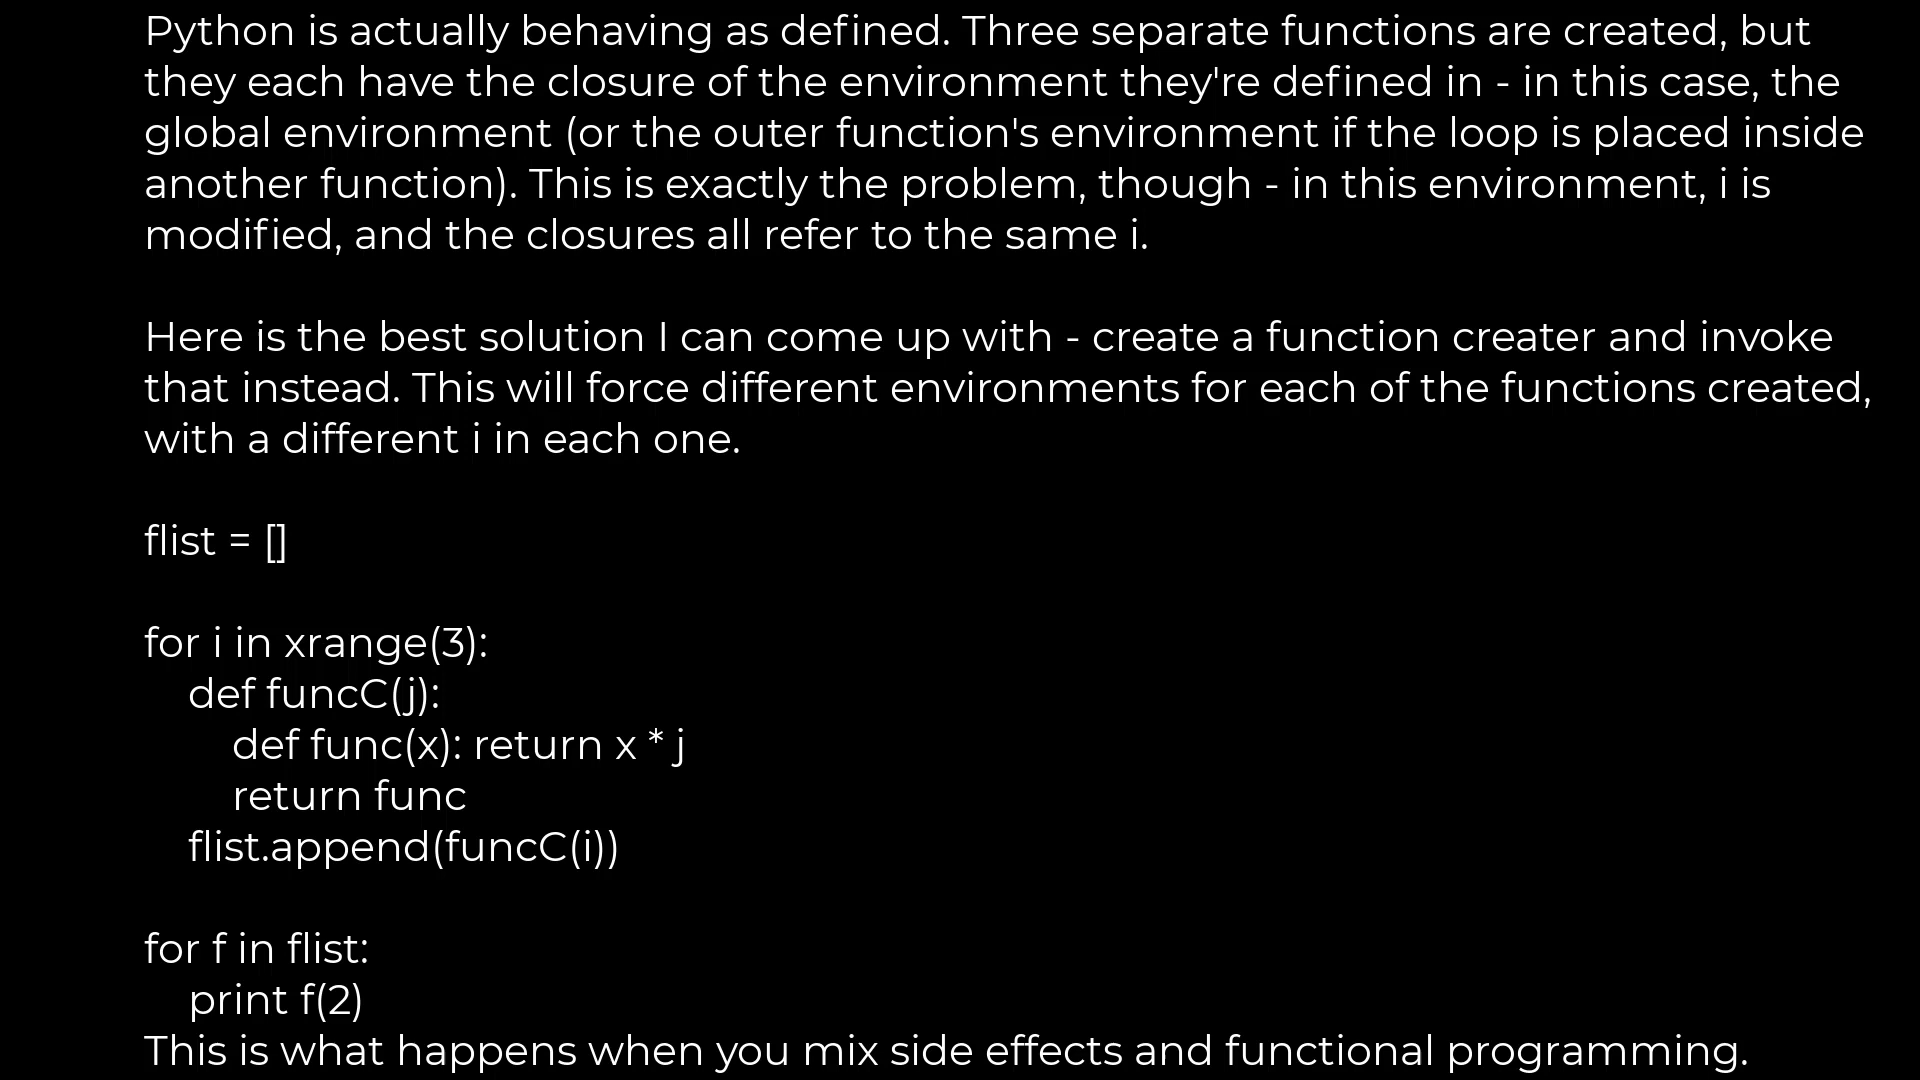 Python is actually behaving as defined. Three separate functions are created, but
they each have the closure of the environment they're defined in - in this case, the
global environment (or the outer function's environment if the loop is placed inside
another function). This is exactly the problem, though - in this environment, i is
modified, and the closures all refer to the same i.

Here is the best solution I can come up with - create a function creater and invoke
that instead. This will force different environments for each of the functions created,
with a different i in each one.

flist = []

for i in xrange(3):
    def funcC(j):
        def func(x): return x * j
        return func
    flist.append(funcC(i))

for f in flist:
    print f(2)
This is what happens when you mix side effects and functional programming.